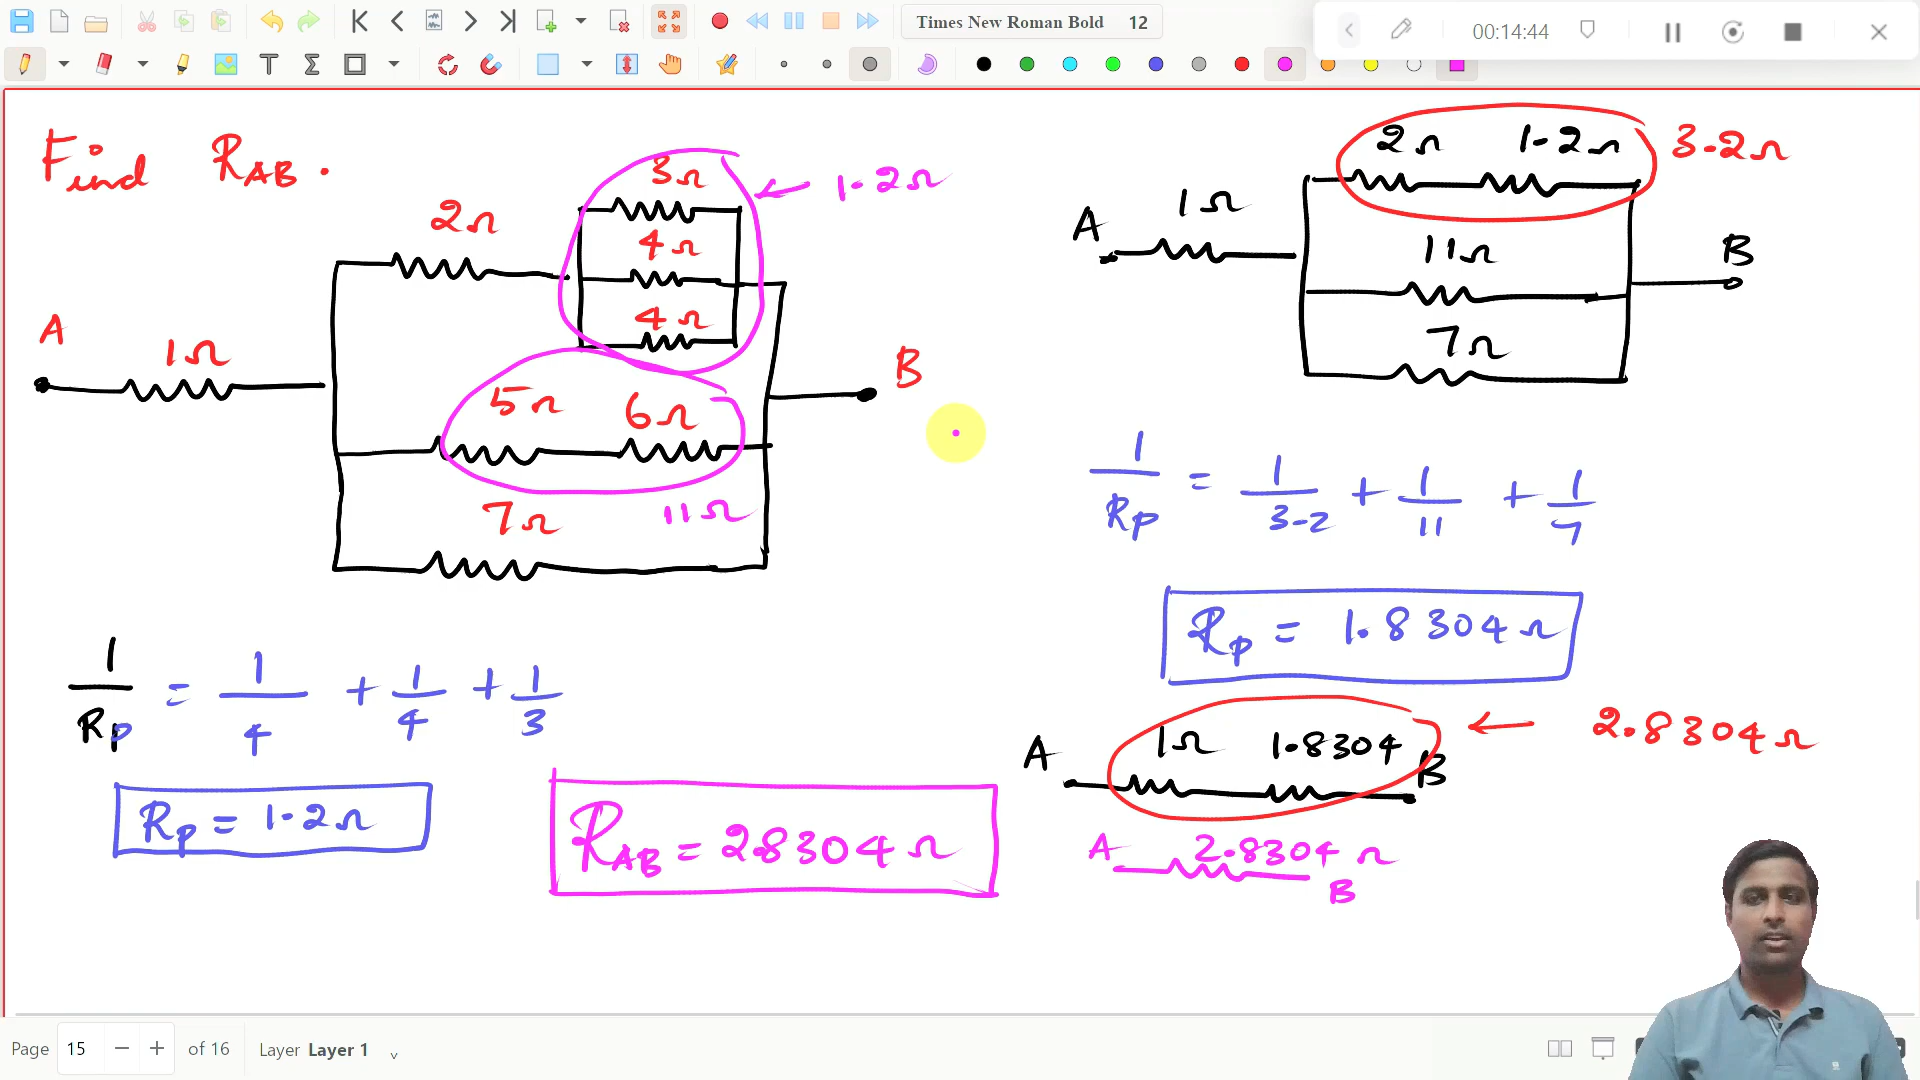 Times New Roman Bold 12
00:14:44
Find RAB.
2Ω
3Ω
4Ω
4Ω
← 1.2Ω
A
1Ω
5Ω 6Ω
B
7Ω
11Ω
1/Rp = 1/4 + 1/4 + 1/3
Rp = 1.2Ω
RAB = 2.8304Ω
2Ω 1.2Ω 3.2Ω
A
1Ω
11Ω
B
7Ω
1/Rp = 1/3.2 + 1/11 + 1/7
Rp = 1.8304Ω
A 1Ω 1.8304 B ← 2.8304Ω
A 2.8304Ω B
Page 15 of 16 Layer Layer 1